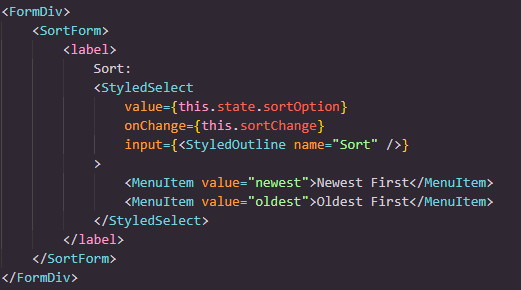 <FormDiv>
    <SortForm>
        <label>
            Sort:
            <StyledSelect
                value={this.state.sortOption}
                onChange={this.sortChange}
                input={<StyledOutline name="Sort" />}
            >
                <MenuItem value="newest">Newest First</MenuItem>
                <MenuItem value="oldest">Oldest First</MenuItem>
            </StyledSelect>
        </label>
    </SortForm>
</FormDiv>